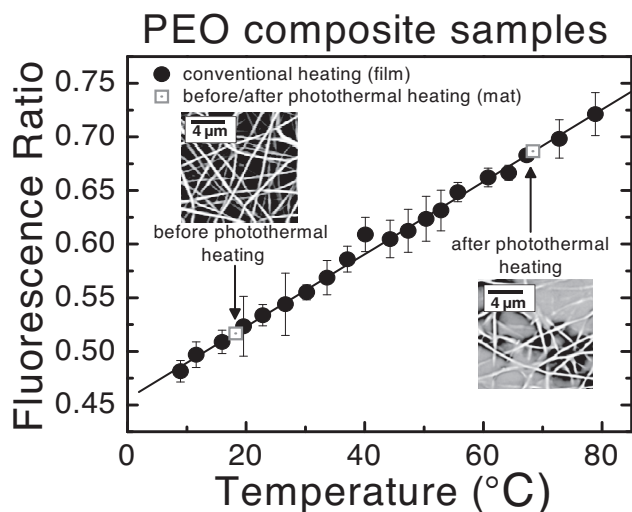 PEO composite samples
conventional heating (film)
before/after photothermal heating (mat)
4 µm
before photothermal
heating
after photothermal
heating
4 µm
Fluorescence Ratio
0.75
0.70
0.65
0.60
0.55
0.50
0.45
0 20 40 60 80
Temperature (°C)